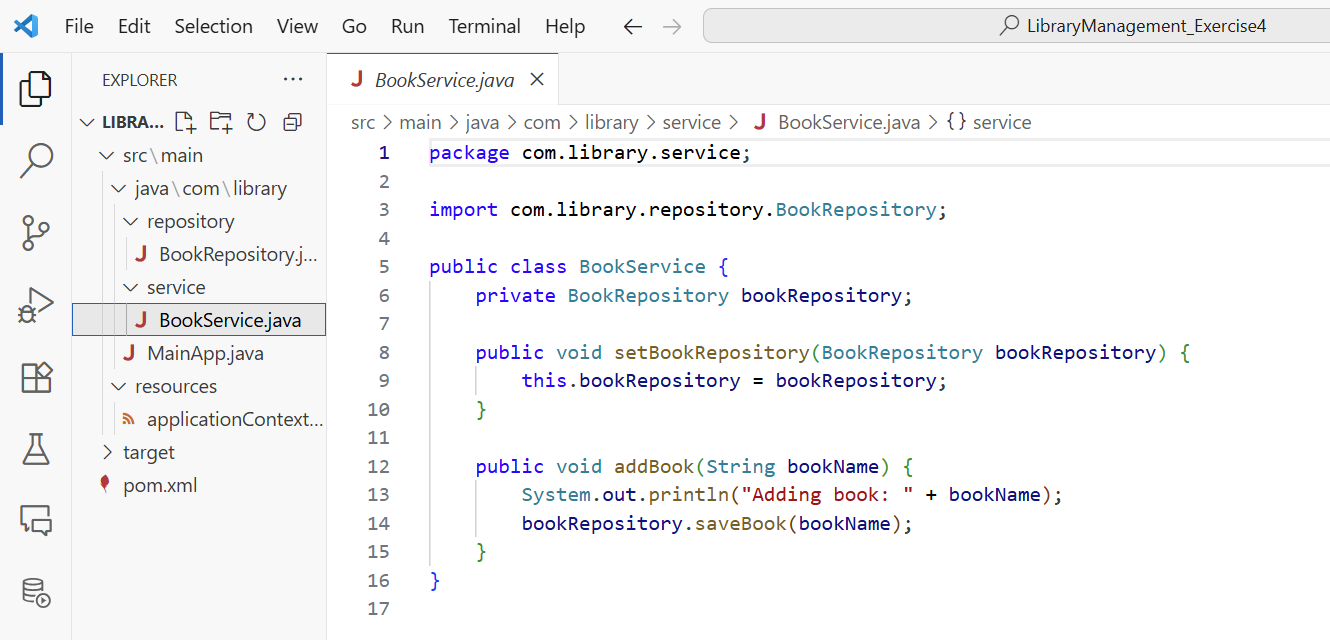 File Edit Selection View Go Run Terminal Help LibraryManagement_Exercise4
EXPLORER ...
LIBRA...
src\main
java\com\library
repository
J BookRepository.j...
service
J BookService.java
J MainApp.java
resources
applicationContext...
target
pom.xml
J BookService.java
src > main > java > com > library > service > J BookService.java > {} service
1 package com.library.service;
2
3 import com.library.repository.BookRepository;
4
5 public class BookService {
6     private BookRepository bookRepository;
7
8     public void setBookRepository(BookRepository bookRepository) {
9         this.bookRepository = bookRepository;
10     }
11
12     public void addBook(String bookName) {
13         System.out.println("Adding book: " + bookName);
14         bookRepository.saveBook(bookName);
15     }
16 }
17